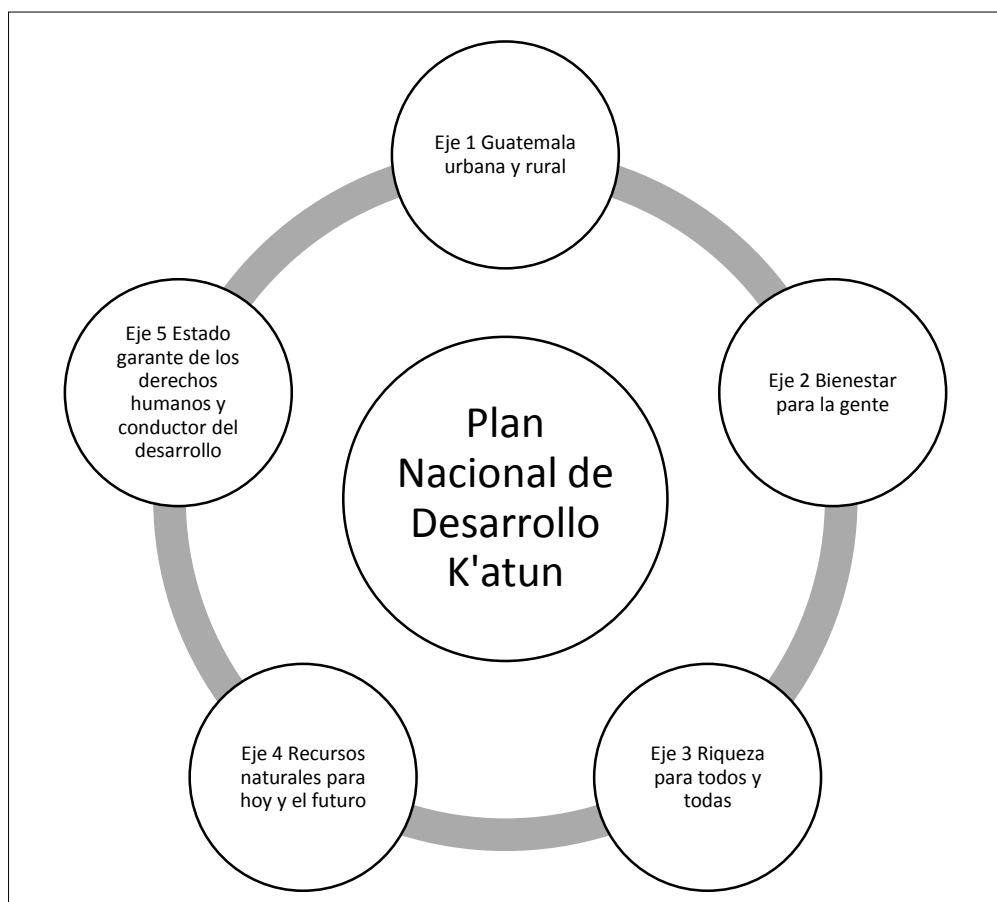 Eje 1 Guatemala
urbana y rural
Eje 2 Bienestar
para la gente
Eje 3 Riqueza
para todos y
todas
Eje 4 Recursos
naturales para
hoy y el futuro
Eje 5 Estado
garante de los
derechos
humanos y
conductor del
desarrollo
Plan
Nacional de
Desarrollo
K'atun